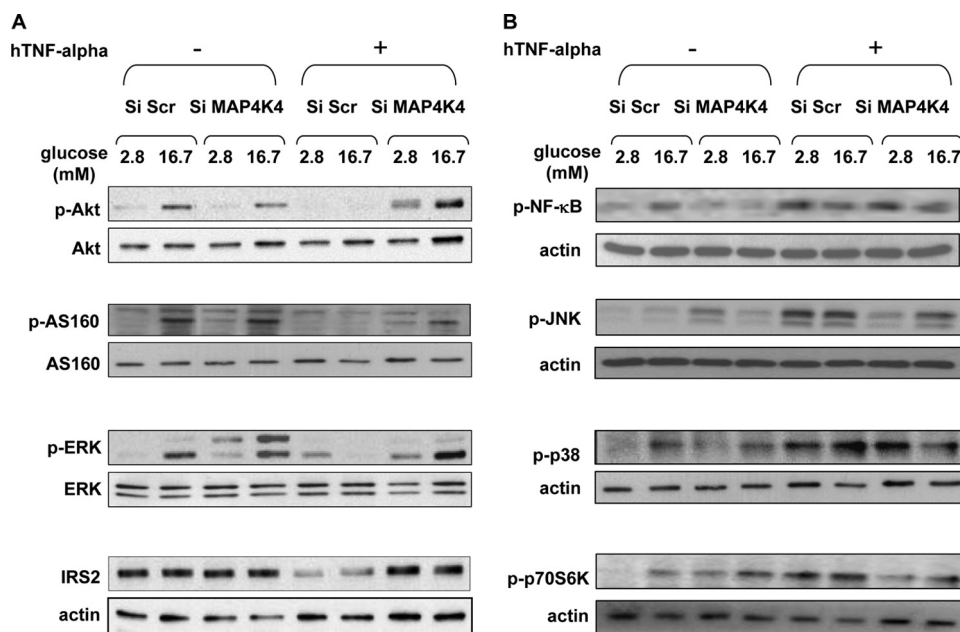 A
hTNF-alpha - +
Si Scr Si MAP4K4 Si Scr Si MAP4K4
glucose (mM) 2.8 16.7 2.8 16.7 2.8 16.7 2.8 16.7
p-Akt
Akt
p-AS160
AS160
p-ERK
ERK
IRS2
actin
B
hTNF-alpha - +
Si Scr Si MAP4K4 Si Scr Si MAP4K4
glucose (mM) 2.8 16.7 2.8 16.7 2.8 16.7 2.8 16.7
p-NF-κB
actin
p-JNK
actin
p-p38
actin
p-p70S6K
actin